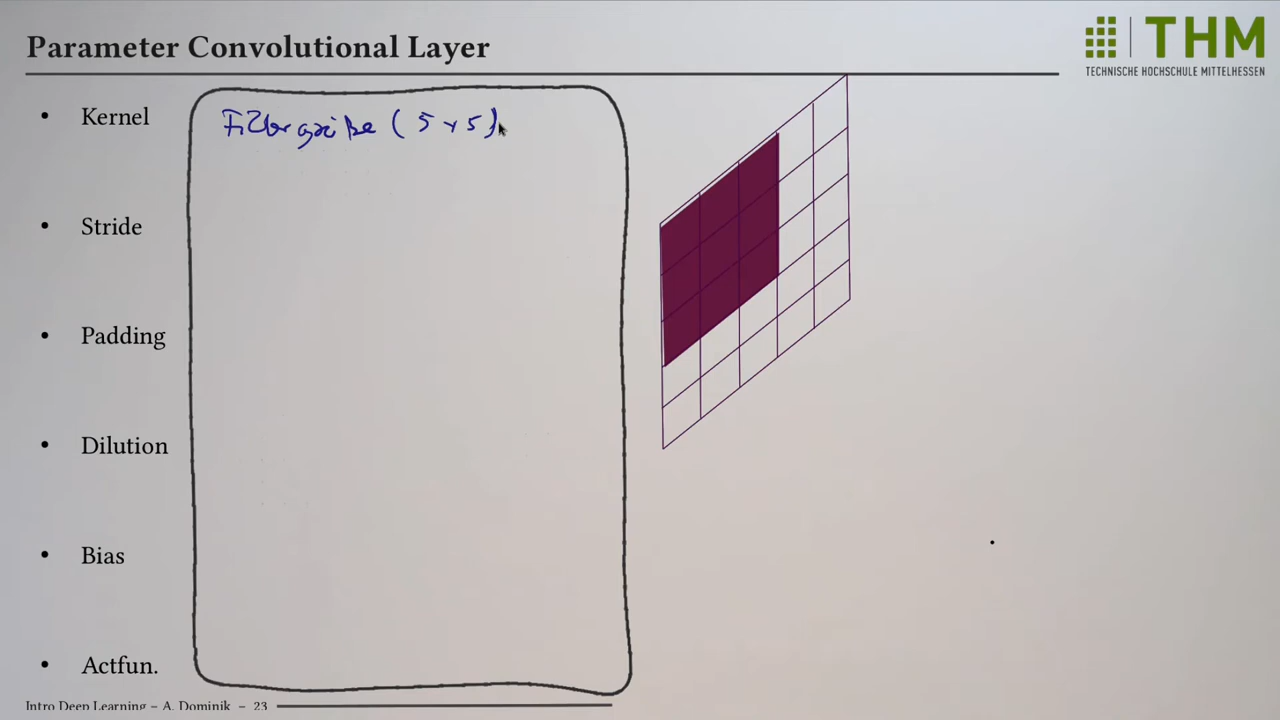 Parameter Convolutional Layer
THM
TECHNISCHE HOCHSCHULE MITTELHESSEN
• Kernel
Filtergröße (5 x 5)
• Stride
• Padding
• Dilution
• Bias
• Actfun.
Intro Deep Learning – A. Dominik – 23